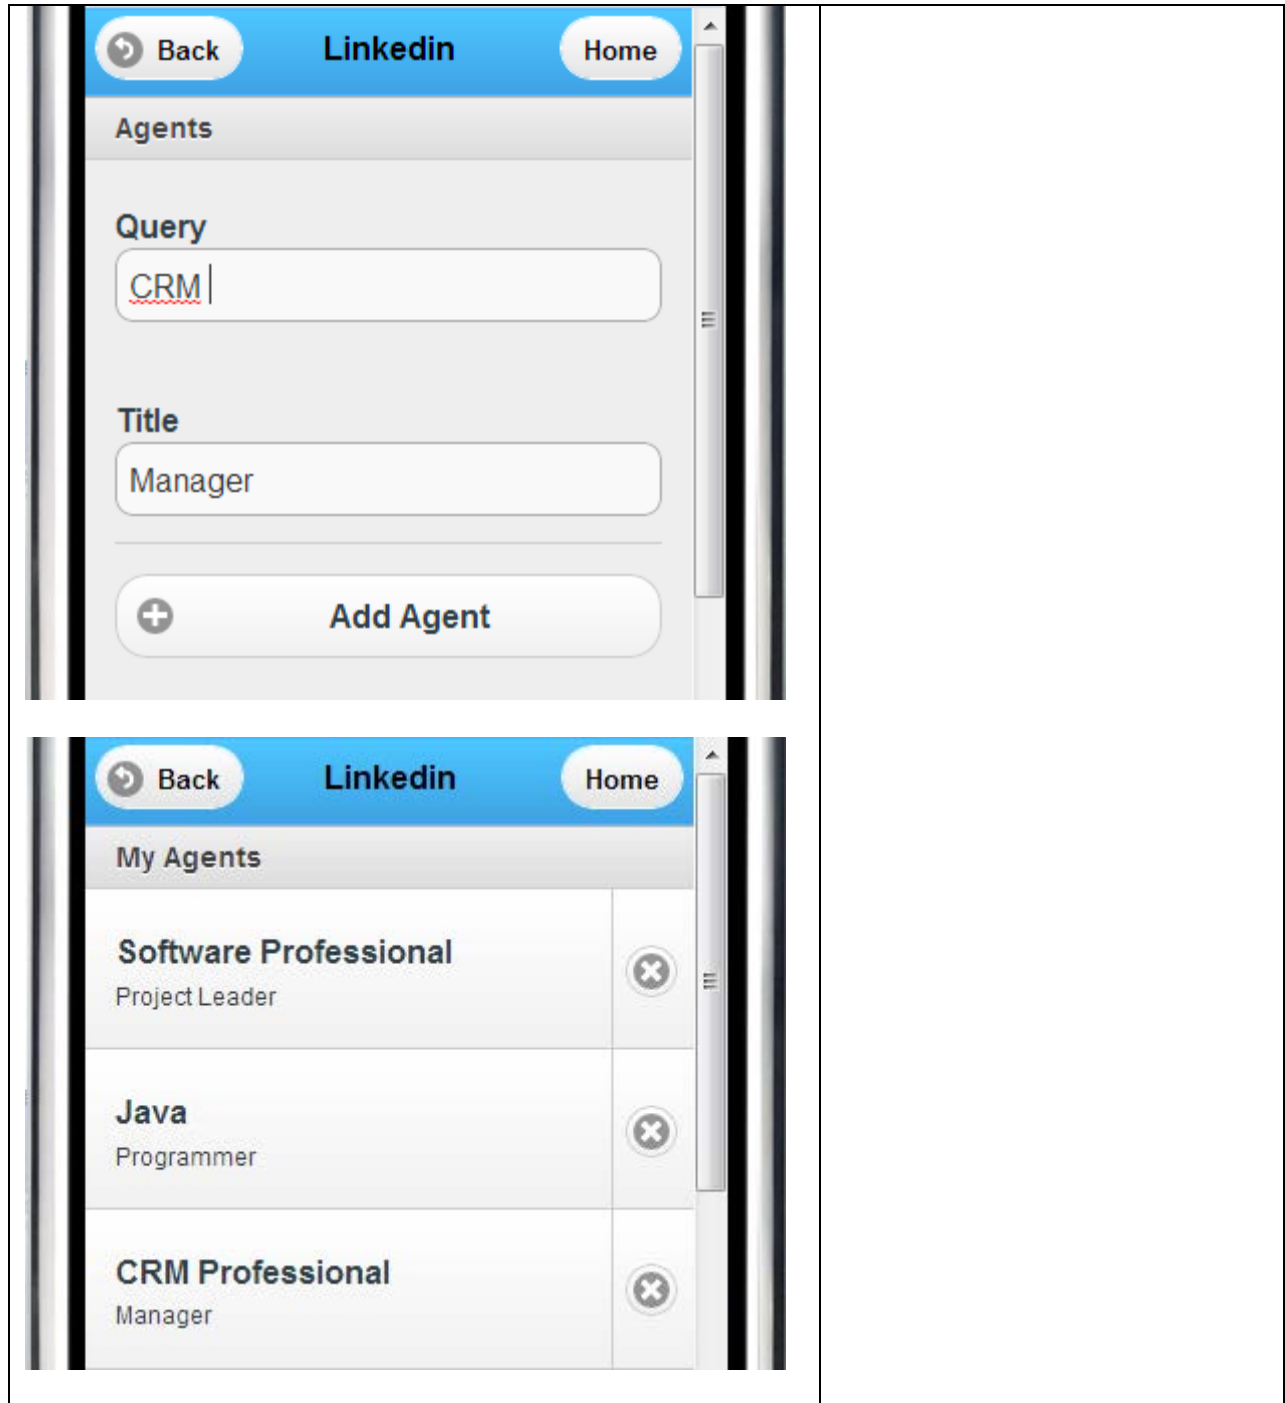 Back Linkedin Home
Agents
Query
CRM
Title
Manager
Add Agent
Back Linkedin Home
My Agents
Software Professional
Project Leader
Java
Programmer
CRM Professional
Manager